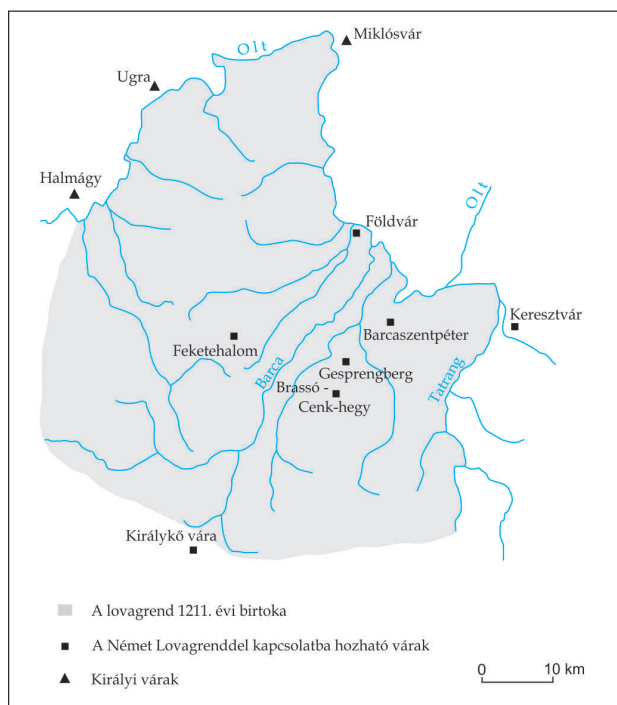 Miklósvár
Olt
Ugra
Halmágy
Olt
Földvár
Keresztvár
Barcaszentpéter
Feketehalom
Gesprengberg
Barca
Tatrang
Brassó -
Cenk-hegy
Királykő vára
A lovagrend 1211. évi birtoka
A Német Lovagrenddel kapcsolatba hozható várak
Királyi várak
0 10 km